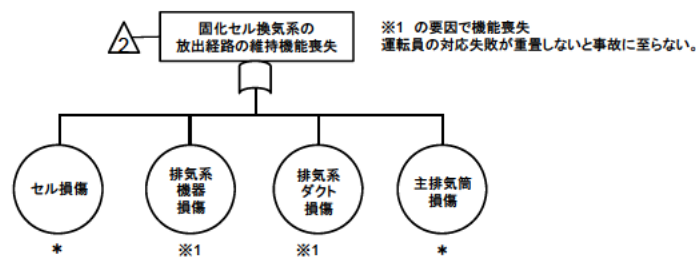 2
固化セル換気系の
放出経路の維持機能喪失
※1 の要因で機能喪失
運転員の対応失敗が重畳しないと事故に至らない。
セル損傷
排気系
機器
損傷
排気系
ダクト
損傷
主排気筒
損傷
*
※1
※1
*